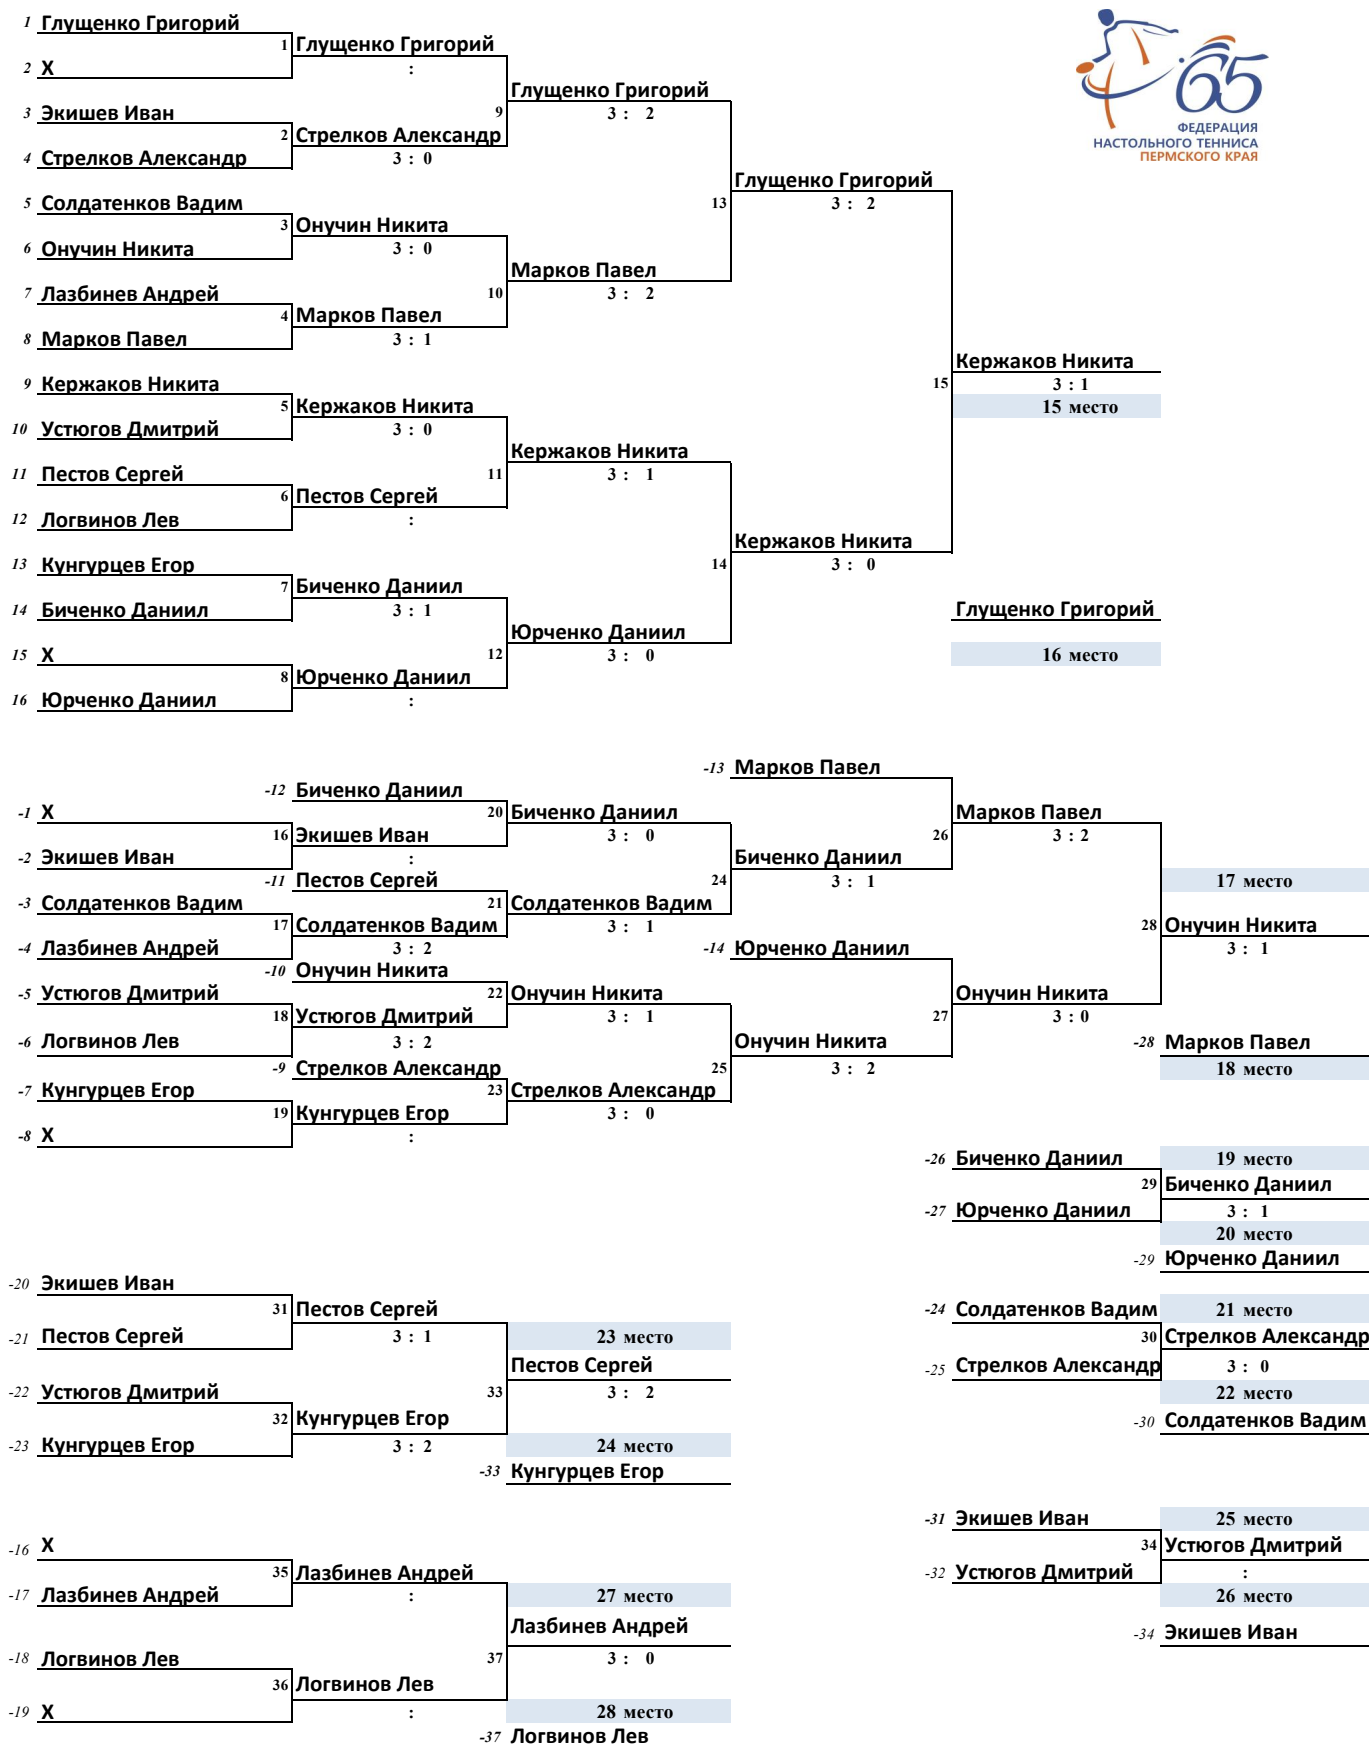 1 Глущенко Григорий
1 Глущенко Григорий
2 Х
:
Глущенко Григорий
3 Экишев Иван
9
3 : 2
2 Стрелков Александр
4 Стрелков Александр
3 : 0
65
ФЕДЕРАЦИЯ
НАСТОЛЬНОГО ТЕННИСА
ПЕРМСКОГО КРАЯ
Глущенко Григорий
5 Солдатенков Вадим
13
3 : 2
3 Онучин Никита
6 Онучин Никита
3 : 0
Марков Павел
7 Лазбинев Андрей
10
3 : 2
4 Марков Павел
8 Марков Павел
3 : 1
Кержаков Никита
9 Кержаков Никита
15
3 : 1
5 Кержаков Никита
15 место
10 Устюгов Дмитрий
3 : 0
Кержаков Никита
11 Пестов Сергей
11
3 : 1
6 Пестов Сергей
12 Логвинов Лев
:
Кержаков Никита
13 Кунгурцев Егор
14
3 : 0
7 Биченко Даниил
14 Биченко Даниил
3 : 1
Глущенко Григорий
Юрченко Даниил
15 Х
12
3 : 0
16 место
8 Юрченко Даниил
16 Юрченко Даниил
:
-13 Марков Павел
-12 Биченко Даниил
-1 Х
20 Биченко Даниил
Марков Павел
16 Экишев Иван
3 : 0
26
3 : 2
-2 Экишев Иван
:
Биченко Даниил
-11 Пестов Сергей
24
3 : 1
17 место
-3 Солдатенков Вадим
21 Солдатенков Вадим
17 Солдатенков Вадим
3 : 1
28 Онучин Никита
-4 Лазбинев Андрей
3 : 2
-14 Юрченко Даниил
3 : 1
-10 Онучин Никита
-5 Устюгов Дмитрий
22 Онучин Никита
Онучин Никита
18 Устюгов Дмитрий
3 : 1
27
3 : 0
-6 Логвинов Лев
3 : 2
Онучин Никита
-28 Марков Павел
-9 Стрелков Александр
25
3 : 2
18 место
-7 Кунгурцев Егор
23 Стрелков Александр
19 Кунгурцев Егор
3 : 0
-8 Х
:
-26 Биченко Даниил
19 место
29 Биченко Даниил
-27 Юрченко Даниил
3 : 1
20 место
-29 Юрченко Даниил
-20 Экишев Иван
31 Пестов Сергей
-24 Солдатенков Вадим
21 место
-21 Пестов Сергей
3 : 1
23 место
30 Стрелков Александр
Пестов Сергей
-25 Стрелков Александр
3 : 0
-22 Устюгов Дмитрий
33
3 : 2
22 место
32 Кунгурцев Егор
-30 Солдатенков Вадим
-23 Кунгурцев Егор
3 : 2
24 место
-33 Кунгурцев Егор
-31 Экишев Иван
25 место
-16 Х
34 Устюгов Дмитрий
35 Лазбинев Андрей
-32 Устюгов Дмитрий
:
-17 Лазбинев Андрей
:
27 место
26 место
Лазбинев Андрей
-34 Экишев Иван
-18 Логвинов Лев
37
3 : 0
36 Логвинов Лев
-19 Х
:
28 место
-37 Логвинов Лев